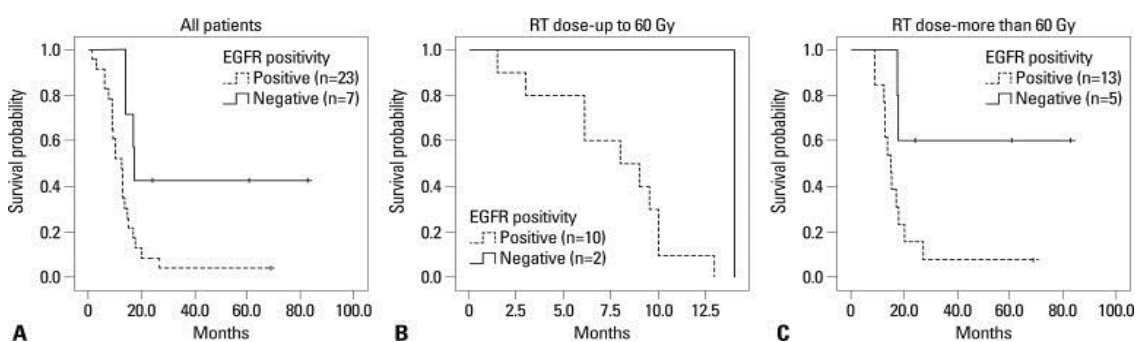 All patients
Survival probability
1.0
0.8
0.6
0.4
0.2
0.0
EGFR positivity
Positive (n=23)
Negative (n=7)
0 20.0 40.0 60.0 80.0 100.0
Months
A
RT dose-up to 60 Gy
Survival probability
1.0
0.8
0.6
0.4
0.2
0.0
EGFR positivity
Positive (n=10)
Negative (n=2)
0 2.5 5.0 7.5 10.0 12.5
Months
B
RT dose-more than 60 Gy
Survival probability
1.0
0.8
0.6
0.4
0.2
0.0
EGFR positivity
Positive (n=13)
Negative (n=5)
0 20.0 40.0 60.0 80.0 100.0
Months
C